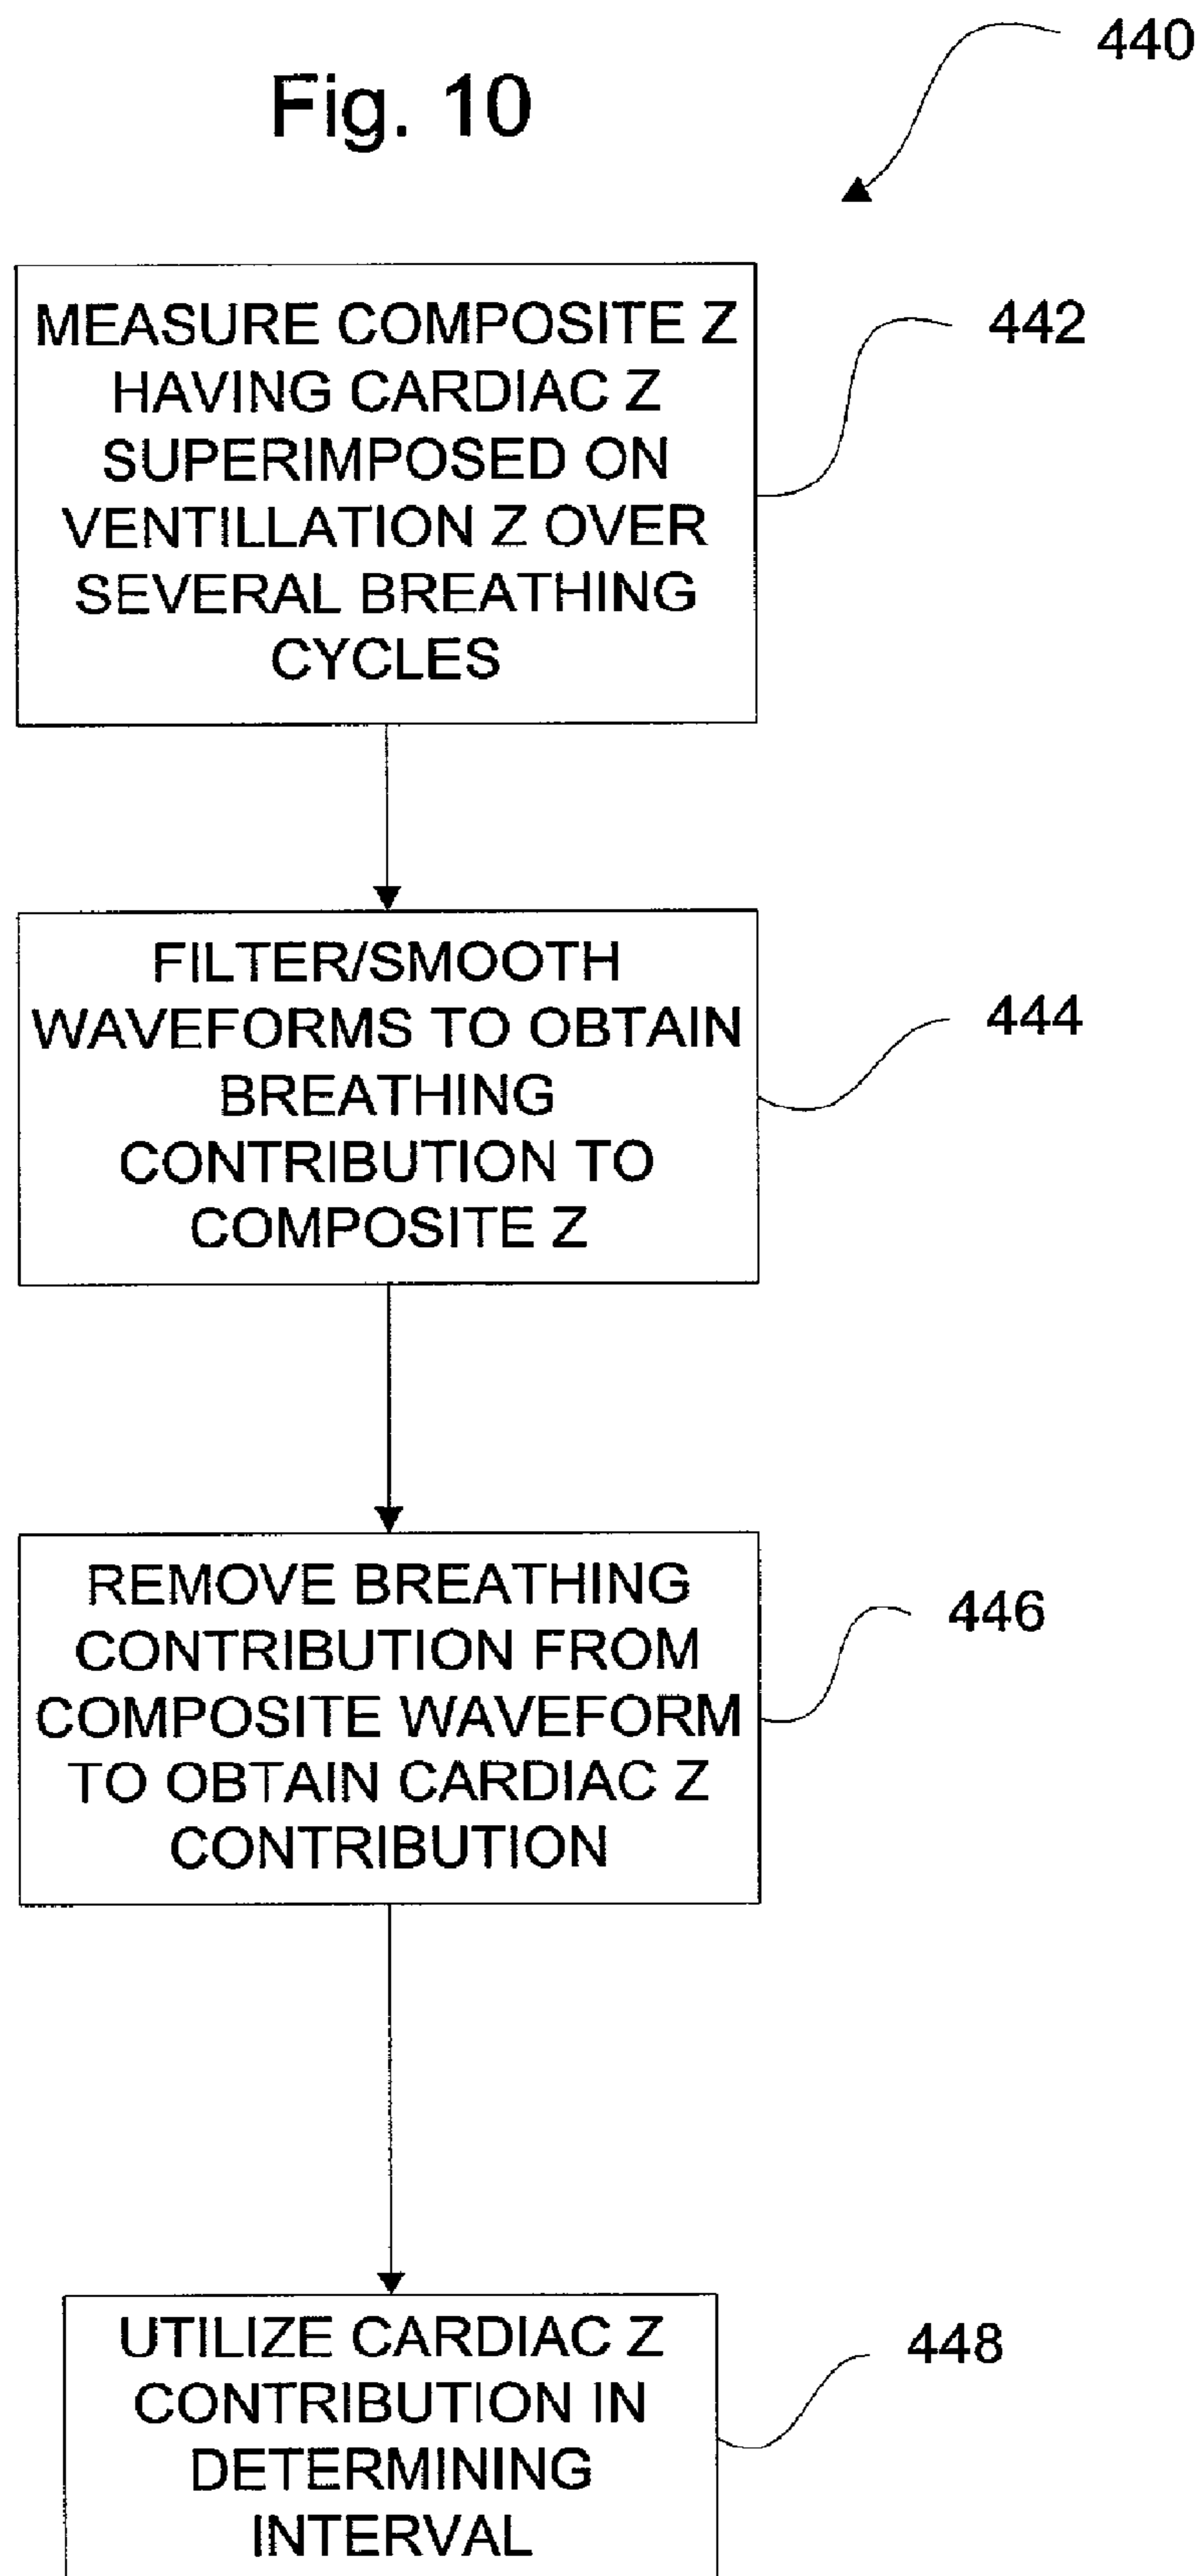 440
Fig. 10
MEASURE COMPOSITE Z
HAVING CARDIAC Z
SUPERIMPOSED ON
VENTILLATION Z OVER
SEVERAL BREATHING
CYCLES
442
FILTER/SMOOTH
WAVEFORMS TO OBTAIN
BREATHING
CONTRIBUTION TO
COMPOSITE Z
444
REMOVE BREATHING
CONTRIBUTION FROM
COMPOSITE WAVEFORM
TO OBTAIN CARDIAC Z
CONTRIBUTION
446
UTILIZE CARDIAC Z
CONTRIBUTION IN
DETERMINING
INTERVAL
448